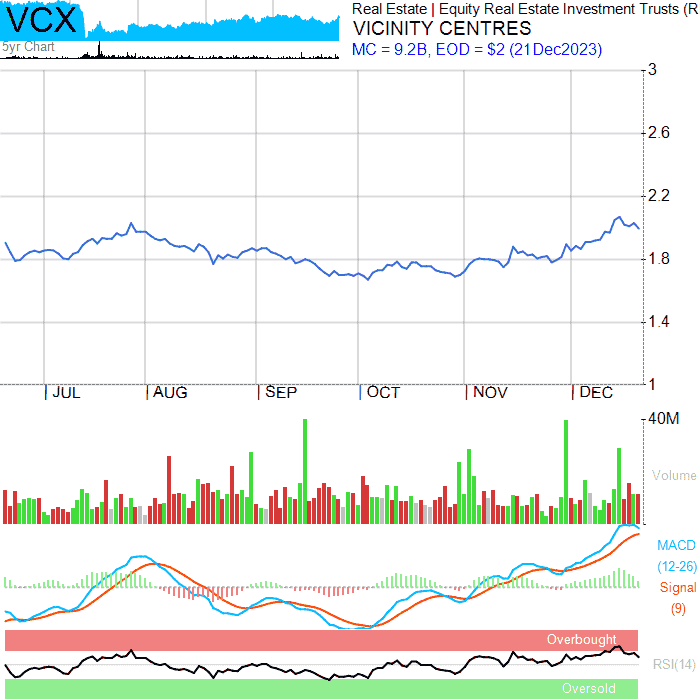 VCX
5yr Chart
Real Estate | Equity Real Estate Investment Trusts (R
VICINITY CENTRES
MC = 9.2B, EOD = $2 (21Dec2023)
3
2.6
2.2
1.8
1.4
1
JUL AUG SEP OCT NOV DEC
40M
Volume
MACD
(12-26)
Signal
(9)
Overbought
RSI(14)
Oversold